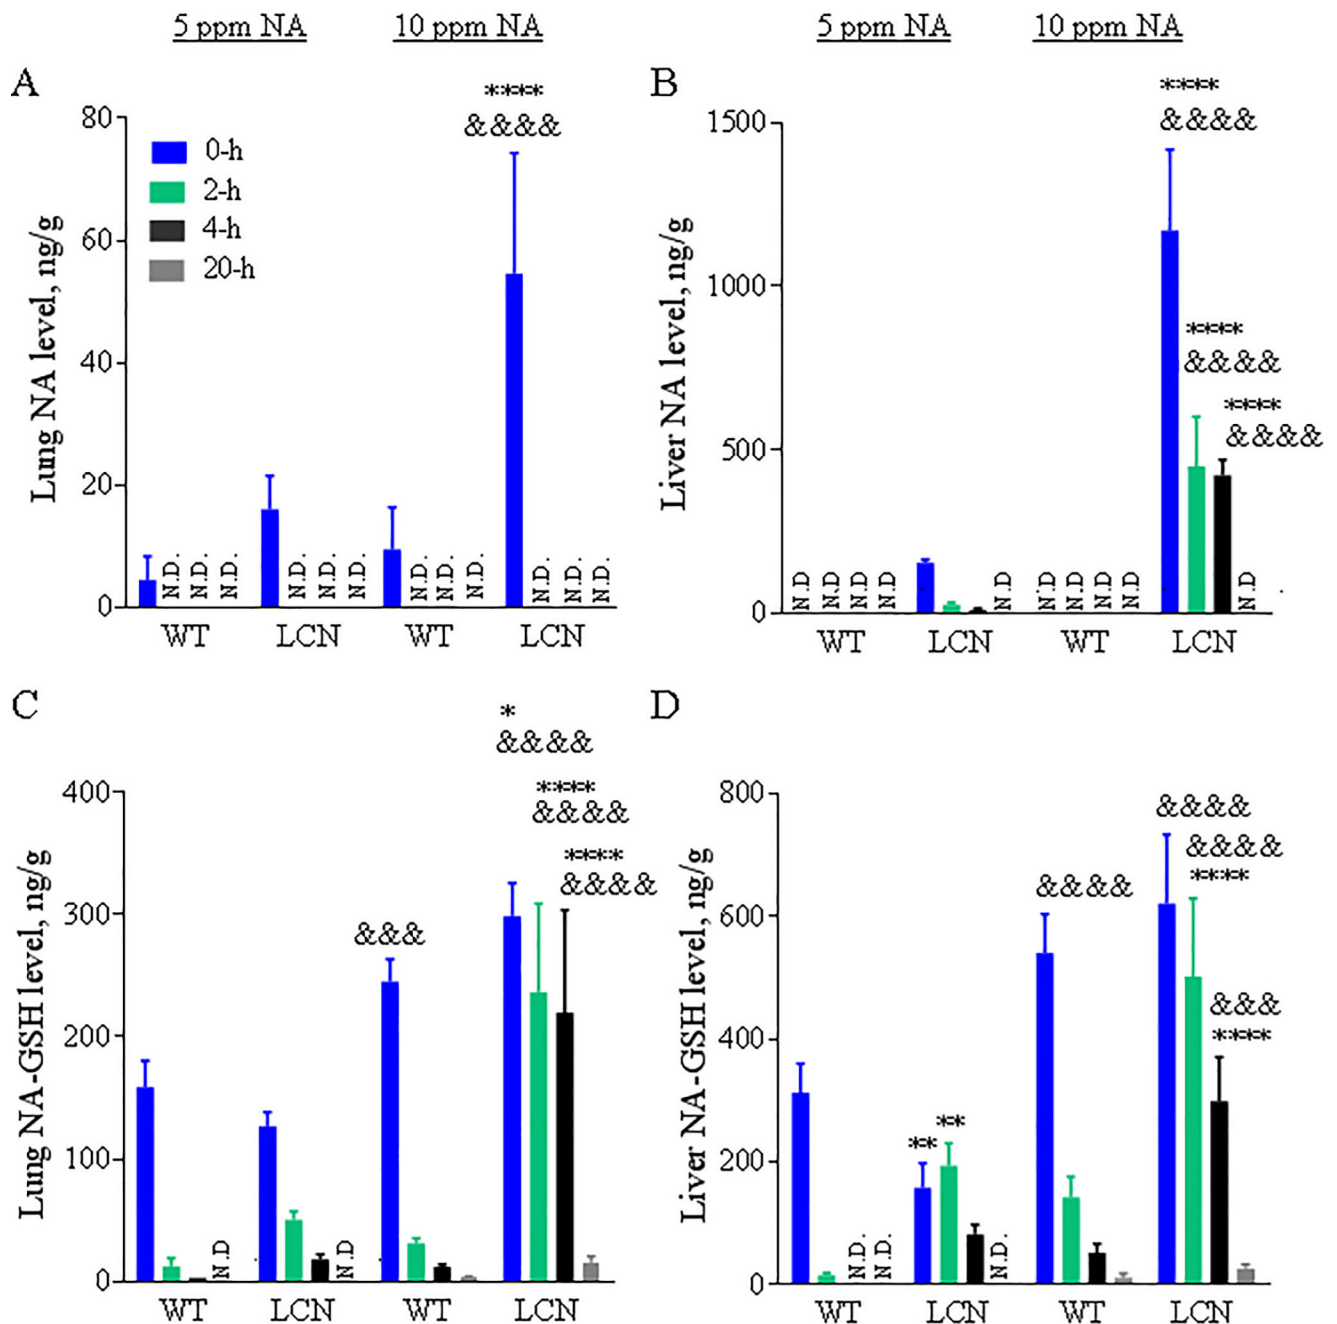 5 ppm NA 10 ppm NA
5 ppm NA 10 ppm NA
A
****
&&&&
80
60
40
20
0
Lung NA level, ng/g
0-h
2-h
4-h
20-h
N.D. N.D. N.D. N.D. N.D. N.D. N.D. N.D. N.D. N.D. N.D. N.D.
WT LCN WT LCN
B
****
&&&&
****
&&&&
****
&&&&
1500
1000
500
0
Liver NA level, ng/g
N.D N.D N.D N.D N.D N.D N.D N.D N.D N.D
WT LCN WT LCN
C
*
&&&&
****
&&&&
****
&&&&
&&&
400
300
200
100
0
Lung NA-GSH level, ng/g
N.D N.D
WT LCN WT LCN
D
&&&&
&&&&
****
&&&&
&&&
****
**
**
800
600
400
200
0
Liver NA-GSH level, ng/g
N.D. N.D. N.D.
WT LCN WT LCN